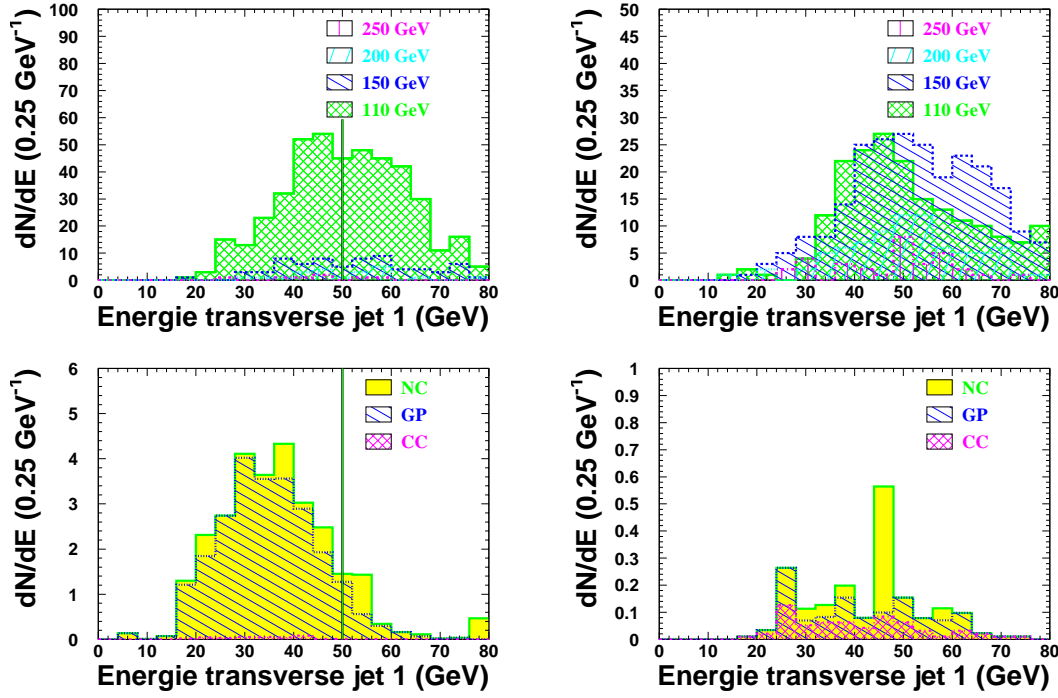 dN/dE (0.25 GeV-1)
100
90
80
70
60
50
40
30
20
10
0
250 GeV
200 GeV
150 GeV
110 GeV
0 10 20 30 40 50 60 70 80
Energie transverse jet 1 (GeV)
dN/dE (0.25 GeV-1)
50
45
40
35
30
25
20
15
10
5
0
250 GeV
200 GeV
150 GeV
110 GeV
0 10 20 30 40 50 60 70 80
Energie transverse jet 1 (GeV)
dN/dE (0.25 GeV-1)
6
5
4
3
2
1
0
NC
GP
CC
0 10 20 30 40 50 60 70 80
Energie transverse jet 1 (GeV)
dN/dE (0.25 GeV-1)
1
0.9
0.8
0.7
0.6
0.5
0.4
0.3
0.2
0.1
0
NC
GP
CC
0 10 20 30 40 50 60 70 80
Energie transverse jet 1 (GeV)